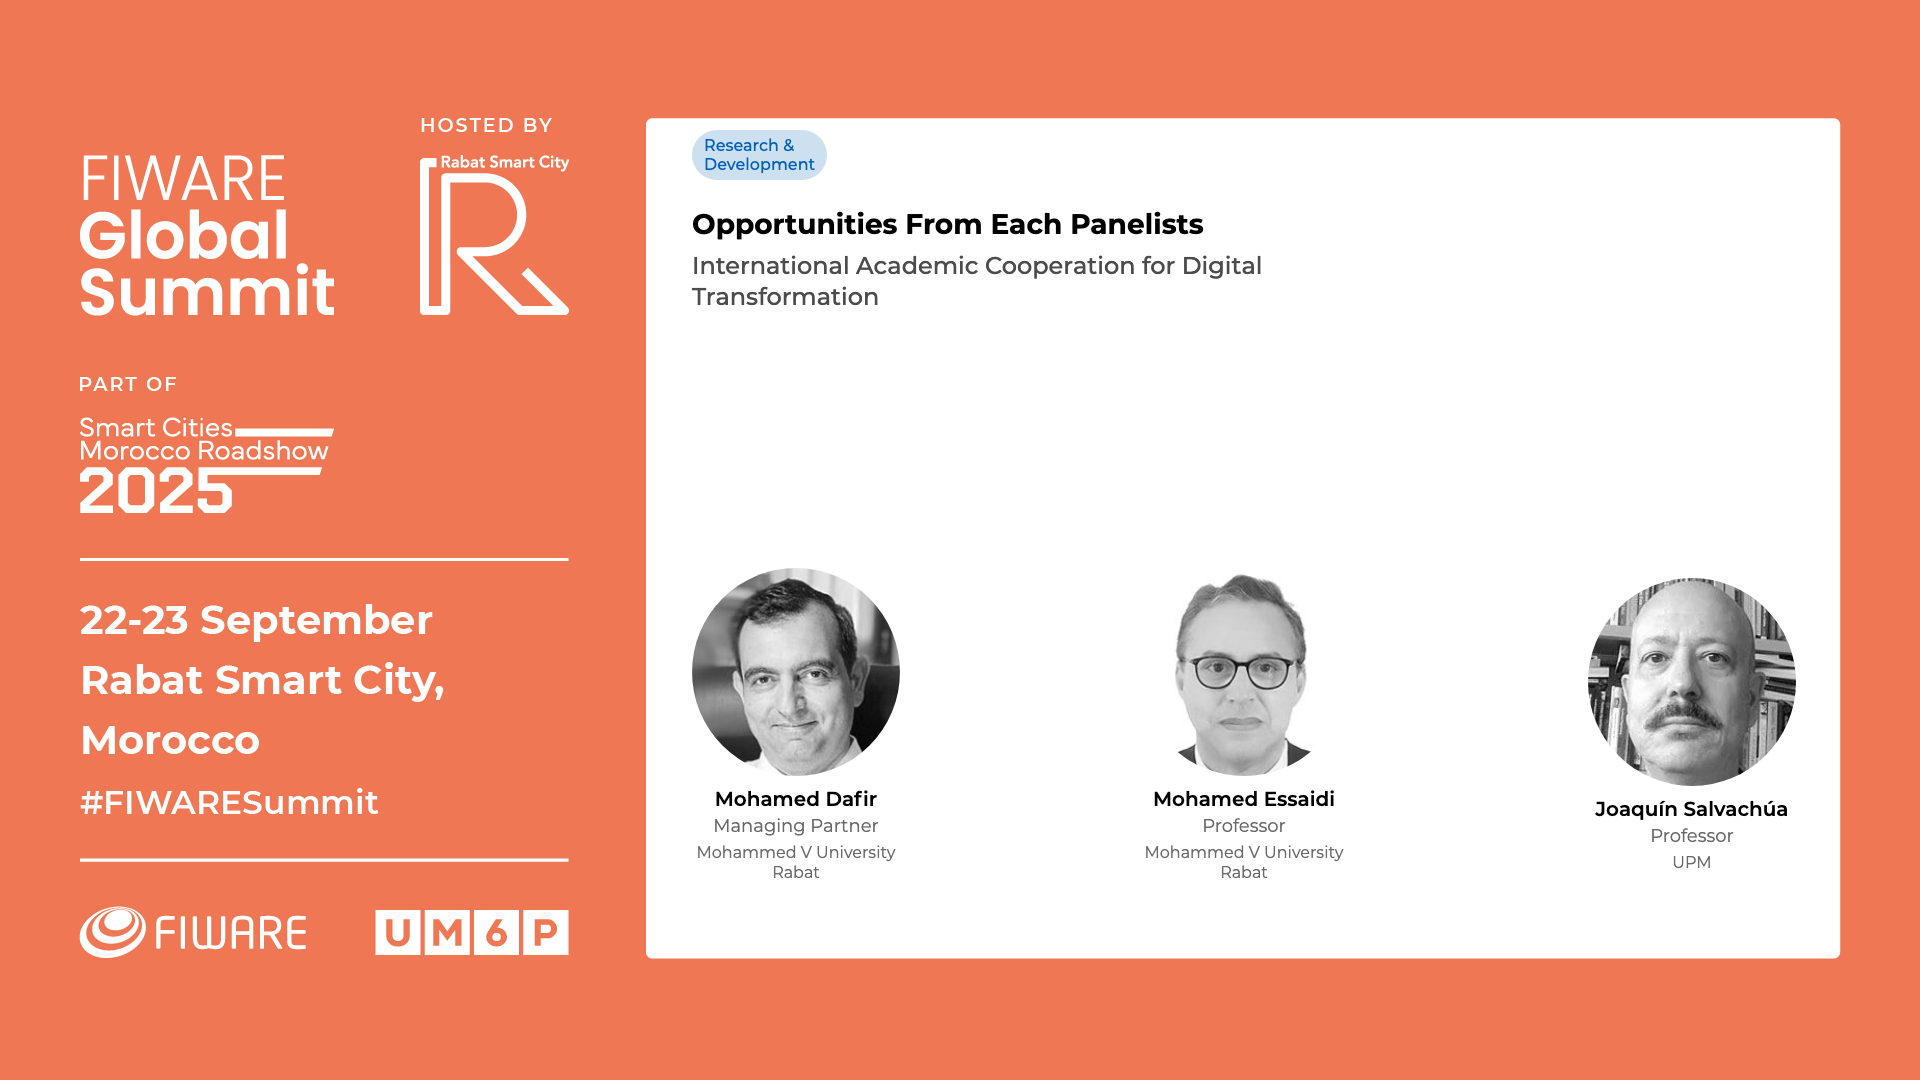 FIWARE
Global
Summit
HOSTED BY
Rabat Smart City
R
PART OF
Smart Cities
Morocco Roadshow
2025
22-23 September
Rabat Smart City,
Morocco
#FIWARESummit
FIWARE
UM6P
Research &
Development
Opportunities From Each Panelists
International Academic Cooperation for Digital
Transformation
Mohamed Dafir
Managing Partner
Mohammed V University
Rabat
Mohamed Essaidi
Professor
Mohammed V University
Rabat
Joaquín Salvachúa
Professor
UPM